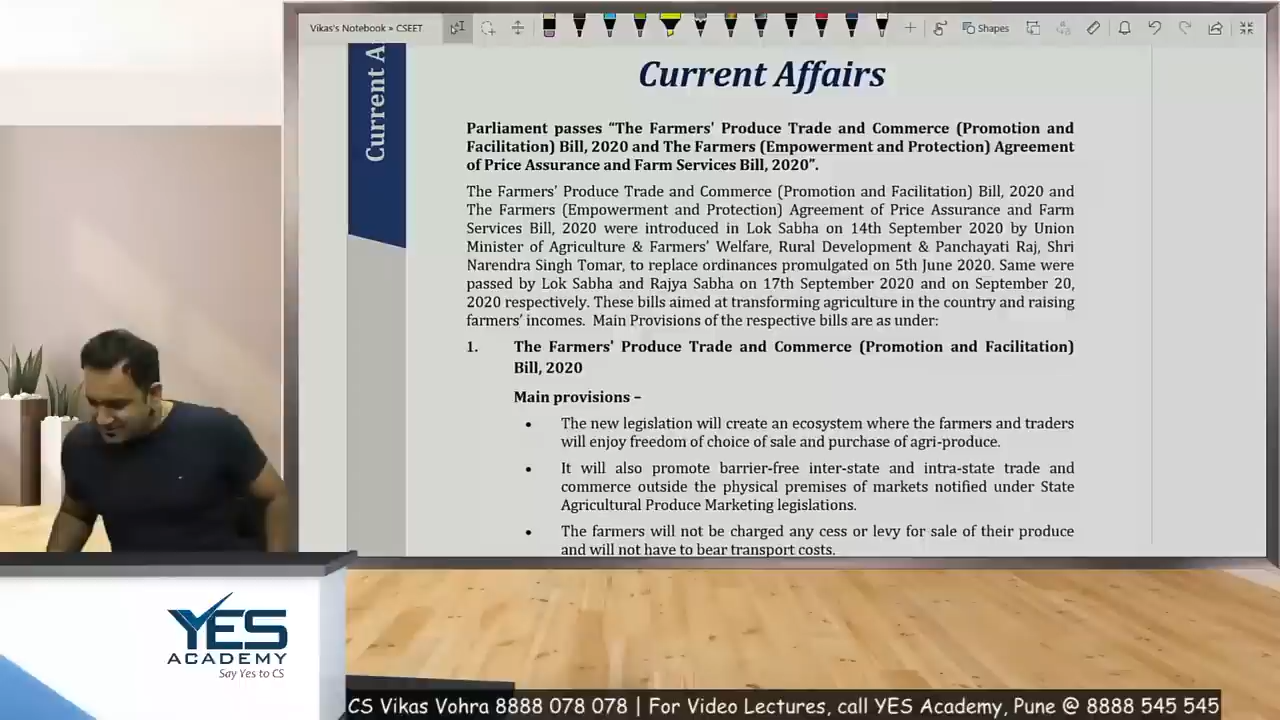 Vikas's Notebook » CSEET
Shapes
Current A
Current Affairs
Parliament passes “The Farmers' Produce Trade and Commerce (Promotion and
Facilitation) Bill, 2020 and The Farmers (Empowerment and Protection) Agreement
of Price Assurance and Farm Services Bill, 2020”.
The Farmers’ Produce Trade and Commerce (Promotion and Facilitation) Bill, 2020 and
The Farmers (Empowerment and Protection) Agreement of Price Assurance and Farm
Services Bill, 2020 were introduced in Lok Sabha on 14th September 2020 by Union
Minister of Agriculture & Farmers’ Welfare, Rural Development & Panchayati Raj, Shri
Narendra Singh Tomar, to replace ordinances promulgated on 5th June 2020. Same were
passed by Lok Sabha and Rajya Sabha on 17th September 2020 and on September 20,
2020 respectively. These bills aimed at transforming agriculture in the country and raising
farmers’ incomes. Main Provisions of the respective bills are as under:
1. The Farmers' Produce Trade and Commerce (Promotion and Facilitation)
Bill, 2020
Main provisions –
• The new legislation will create an ecosystem where the farmers and traders
will enjoy freedom of choice of sale and purchase of agri-produce.
• It will also promote barrier-free inter-state and intra-state trade and
commerce outside the physical premises of markets notified under State
Agricultural Produce Marketing legislations.
• The farmers will not be charged any cess or levy for sale of their produce
and will not have to bear transport costs.
YES
ACADEMY
Say Yes to CS
CS Vikas Vohra 8888 078 078 | For Video Lectures, call YES Academy, Pune @ 8888 545 545